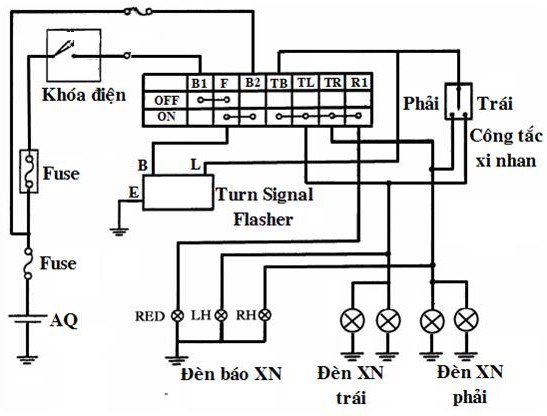 B1 F B2 TB TL TR R1
OFF
ON
Khóa điện
Phải Trái
Công tắc
xi nhan
B L
E
Turn Signal
Flasher
Fuse
Fuse
AQ
RED LH RH
Đèn báo XN
Đèn XN
trái
Đèn XN
phải